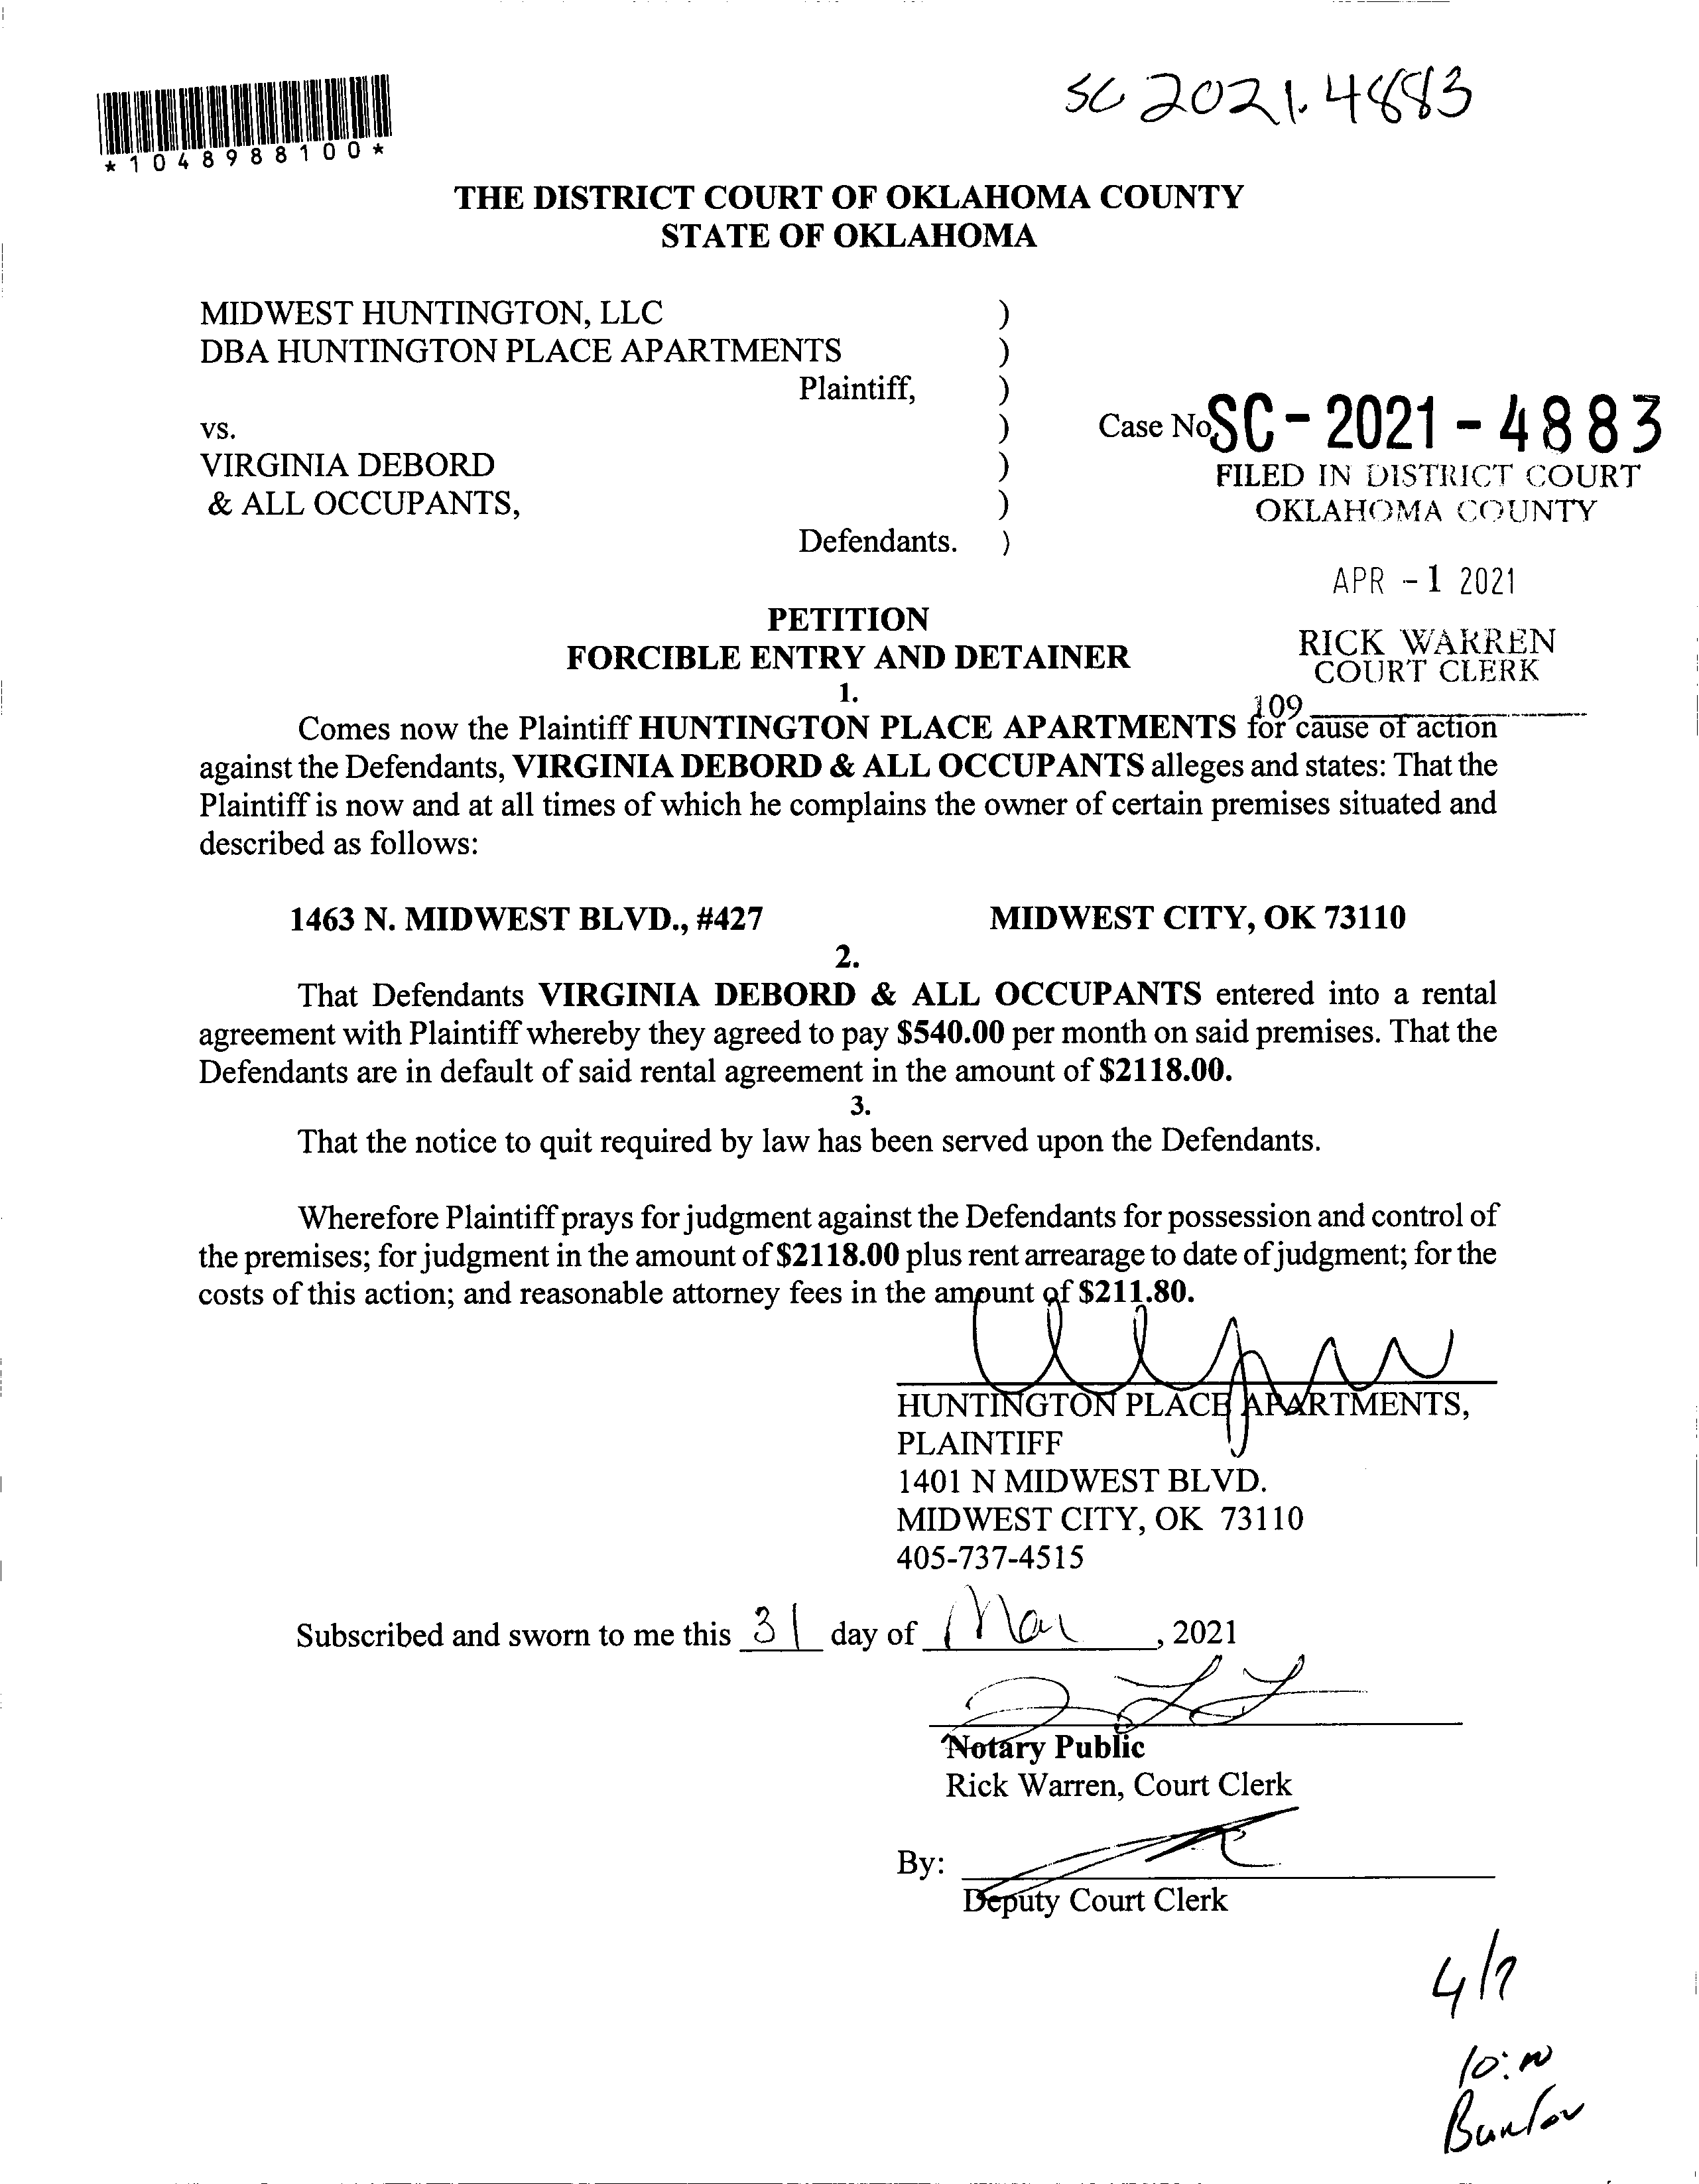 *1048988100*
SC 2021-4883
THE DISTRICT COURT OF OKLAHOMA COUNTY
STATE OF OKLAHOMA
MIDWEST HUNTINGTON, LLC )
DBA HUNTINGTON PLACE APARTMENTS )
Plaintiff, )
vs. ) Case No. SC-2021-4883
VIRGINIA DEBORD )
& ALL OCCUPANTS, )
Defendants. )
FILED IN DISTRICT COURT
OKLAHOMA COUNTY
APR -1 2021
RICK WARREN
COURT CLERK
109
PETITION
FORCIBLE ENTRY AND DETAINER
1.
Comes now the Plaintiff HUNTINGTON PLACE APARTMENTS for cause of action
against the Defendants, VIRGINIA DEBORD & ALL OCCUPANTS alleges and states: That the
Plaintiff is now and at all times of which he complains the owner of certain premises situated and
described as follows:
1463 N. MIDWEST BLVD., #427 MIDWEST CITY, OK 73110
2.
That Defendants VIRGINIA DEBORD & ALL OCCUPANTS entered into a rental
agreement with Plaintiff whereby they agreed to pay $540.00 per month on said premises. That the
Defendants are in default of said rental agreement in the amount of $2118.00.
3.
That the notice to quit required by law has been served upon the Defendants.
Wherefore Plaintiff prays for judgment against the Defendants for possession and control of
the premises; for judgment in the amount of $2118.00 plus rent arrearage to date of judgment; for the
costs of this action; and reasonable attorney fees in the amount of $211.80.
HUNTINGTON PLACE APARTMENTS,
PLAINTIFF
1401 N MIDWEST BLVD.
MIDWEST CITY, OK 73110
405-737-4515
Subscribed and sworn to me this 31 day of Mar, 2021
Notary Public
Rick Warren, Court Clerk
By:
Deputy Court Clerk